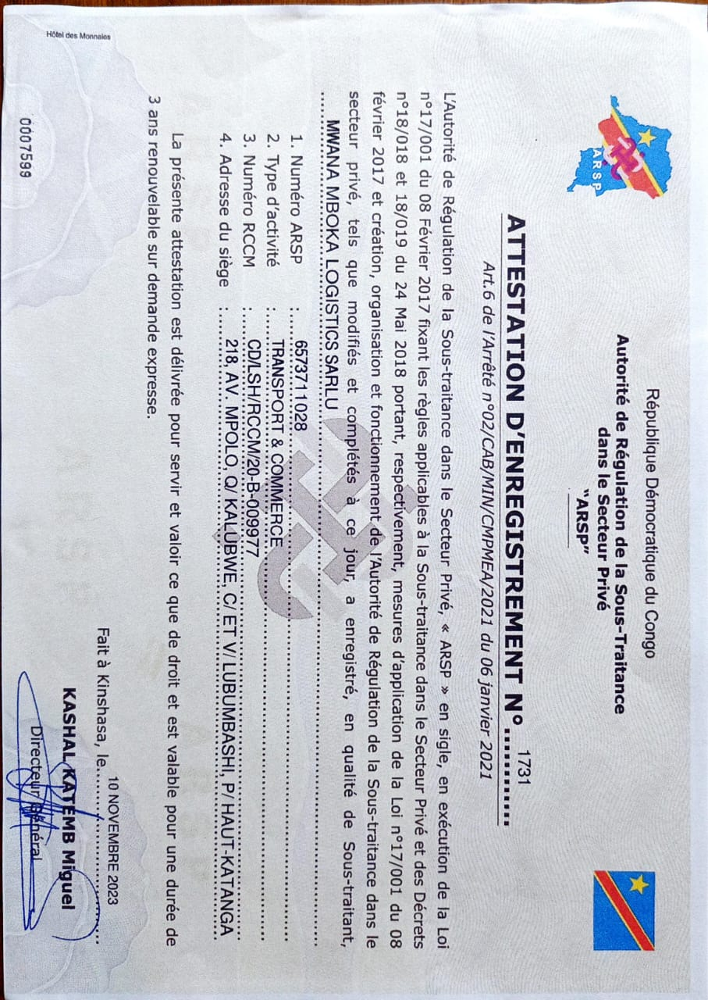 Hôtel des Monnaies
ARSP
République Démocratique du Congo
Autorité de Régulation de la Sous-Traitance
dans le Secteur Privé
"ARSP"
ATTESTATION D'ENREGISTREMENT N° ...1731...
Art.6 de l'Arrêté n°02/CAB/MIN/CMPMEA/2021 du 06 janvier 2021
L'Autorité de Régulation de la Sous-traitance dans le Secteur Privé, « ARSP » en sigle, en exécution de la Loi
n°17/001 du 08 Février 2017 fixant les règles applicables à la Sous-traitance dans le Secteur Privé et des Décrets
n°18/018 et 18/019 du 24 Mai 2018 portant, respectivement, mesures d'application de la Loi n°17/001 du 08
février 2017 et création, organisation et fonctionnement de l'Autorité de Régulation de la Sous-traitance dans le
secteur privé, tels que modifiés et complétés à ce jour, a enregistré, en qualité de Sous-traitant,
MWANA MBOKA LOGISTICS SARLU
1. Numéro ARSP : 6573711028
2. Type d'activité : TRANSPORT & COMMERCE
3. Numéro RCCM : CD/LSH/RCCM/20-B-009977
4. Adresse du siège : 218, AV. MPOLO, Q/ KALUBWE, C/ ET V/ LUBUMBASHI, P/ HAUT-KATANGA
La présente attestation est délivrée pour servir et valoir ce que de droit et est valable pour une durée de
3 ans renouvelable sur demande expresse.
Fait à Kinshasa, le 10 NOVEMBRE 2023
KASHAL KATEMB Miguel
Directeur Général
0007599